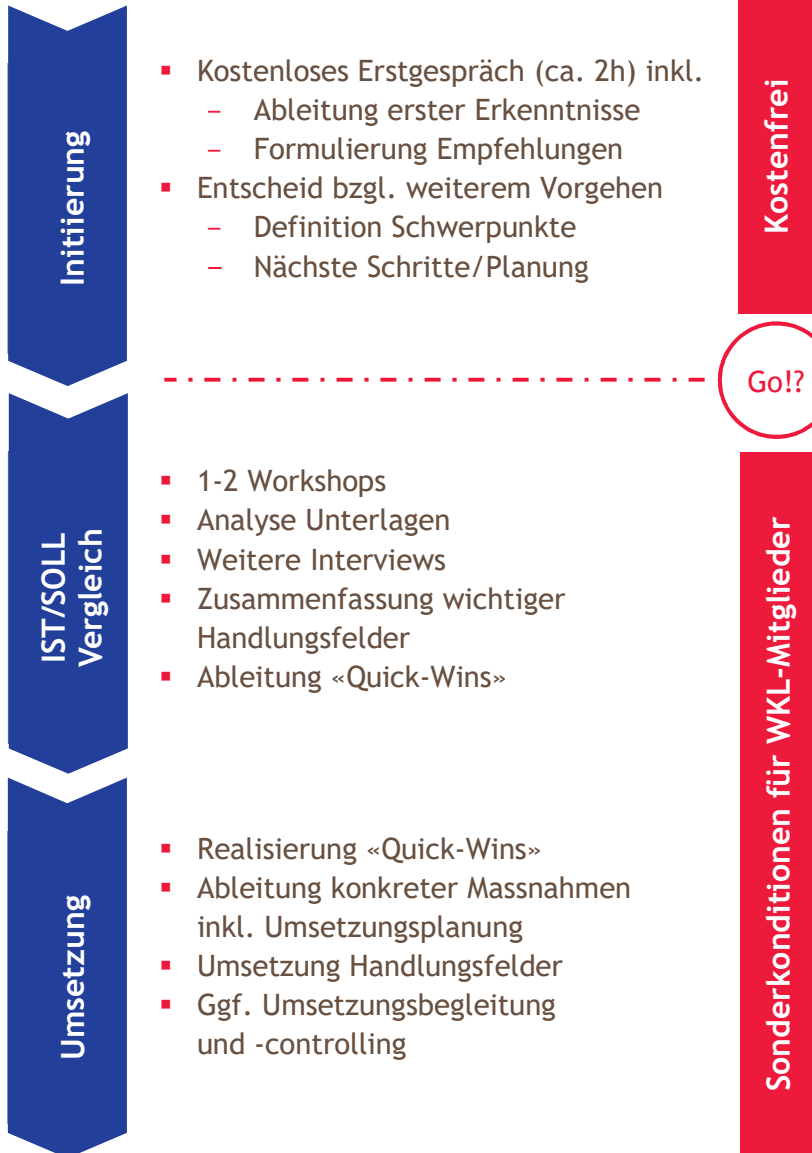 Initiierung
▪ Kostenloses Erstgespräch (ca. 2h) inkl.
– Ableitung erster Erkenntnisse
– Formulierung Empfehlungen
▪ Entscheid bzgl. weiterem Vorgehen
– Definition Schwerpunkte
– Nächste Schritte/Planung
Kostenfrei
Go!?
IST/SOLL
Vergleich
▪ 1-2 Workshops
▪ Analyse Unterlagen
▪ Weitere Interviews
▪ Zusammenfassung wichtiger
Handlungsfelder
▪ Ableitung «Quick-Wins»
Umsetzung
▪ Realisierung «Quick-Wins»
▪ Ableitung konkreter Massnahmen
inkl. Umsetzungsplanung
▪ Umsetzung Handlungsfelder
▪ Ggf. Umsetzungsbegleitung
und -controlling
Sonderkonditionen für WKL-Mitglieder